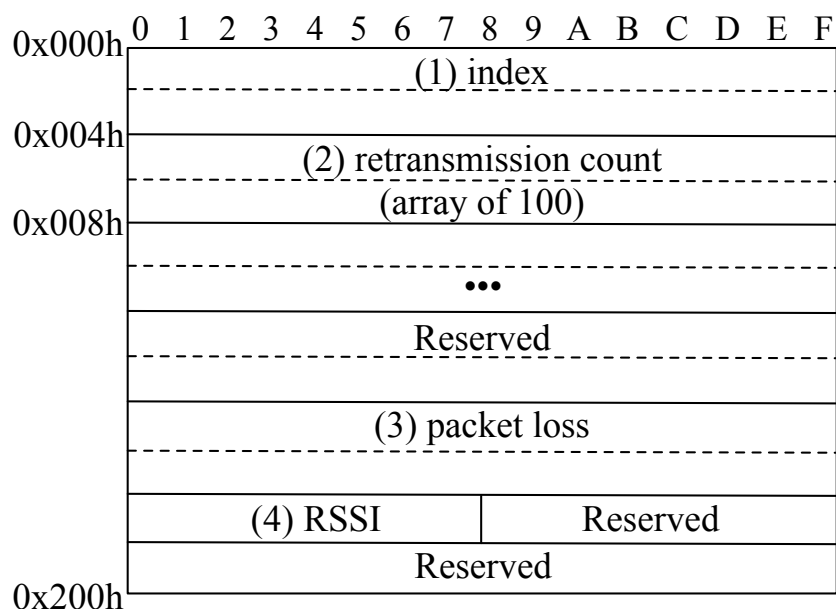 0 1 2 3 4 5 6 7 8 9 A B C D E F
0x000h
(1) index
0x004h
(2) retransmission count
(array of 100)
0x008h
•••
Reserved
(3) packet loss
(4) RSSI Reserved
Reserved
0x200h